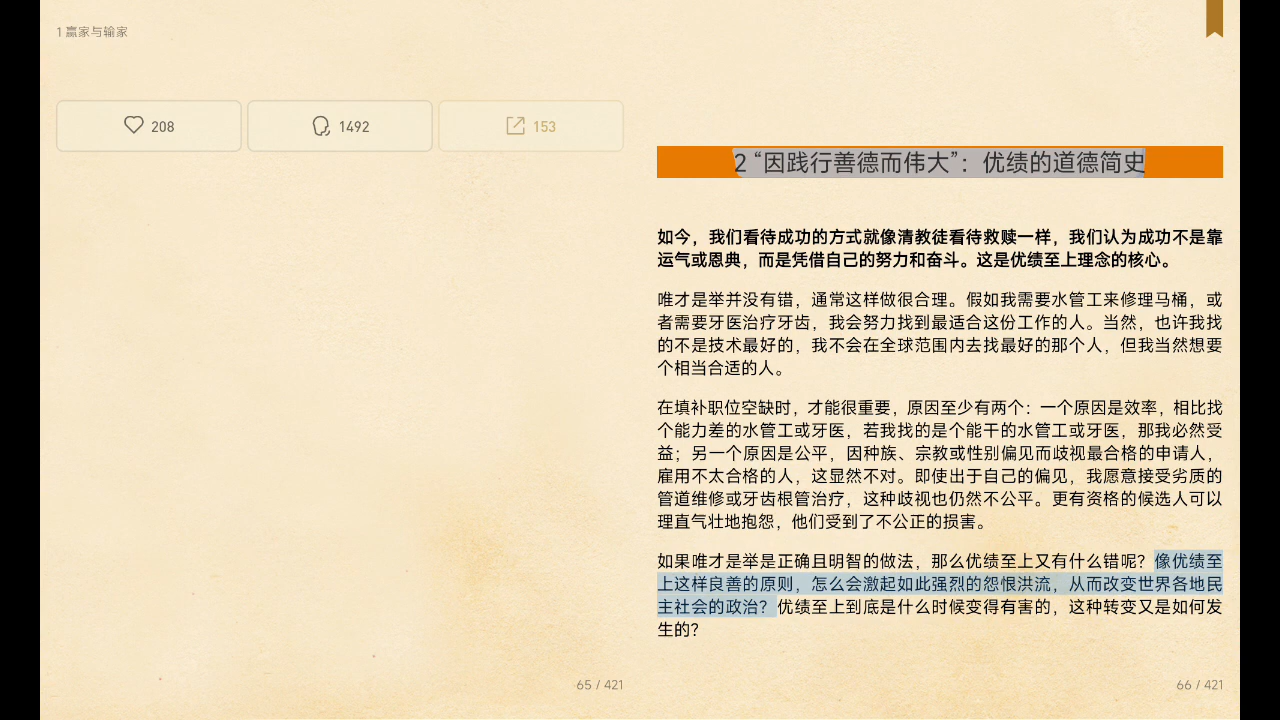 1 赢家与输家
208
1492
153
65 / 421
2 “因践行善德而伟大”：优绩的道德简史
如今，我们看待成功的方式就像清教徒看待救赎一样，我们认为成功不是靠
运气或恩典，而是凭借自己的努力和奋斗。这是优绩至上理念的核心。
唯才是举并没有错，通常这样做很合理。假如我需要水管工来修理马桶，或
者需要牙医治疗牙齿，我会努力找到最适合这份工作的人。当然，也许我找
的不是技术最好的，我不会在全球范围内去找最好的那个人，但我当然想要
个相当合适的人。
在填补职位空缺时，才能很重要，原因至少有两个：一个原因是效率，相比找
个能力差的水管工或牙医，若我找的是个能干的水管工或牙医，那我必然受
益；另一个原因是公平，因种族、宗教或性别偏见而歧视最合格的申请人，
雇用不太合格的人，这显然不对。即使出于自己的偏见，我愿意接受劣质的
管道维修或牙齿根管治疗，这种歧视也仍然不公平。更有资格的候选人可以
理直气壮地抱怨，他们受到了不公正的损害。
如果唯才是举是正确且明智的做法，那么优绩至上又有什么错呢？像优绩至
上这样良善的原则，怎么会激起如此强烈的怨恨洪流，从而改变世界各地民
主社会的政治？优绩至上到底是什么时候变得有害的，这种转变又是如何发
生的？
66 / 421